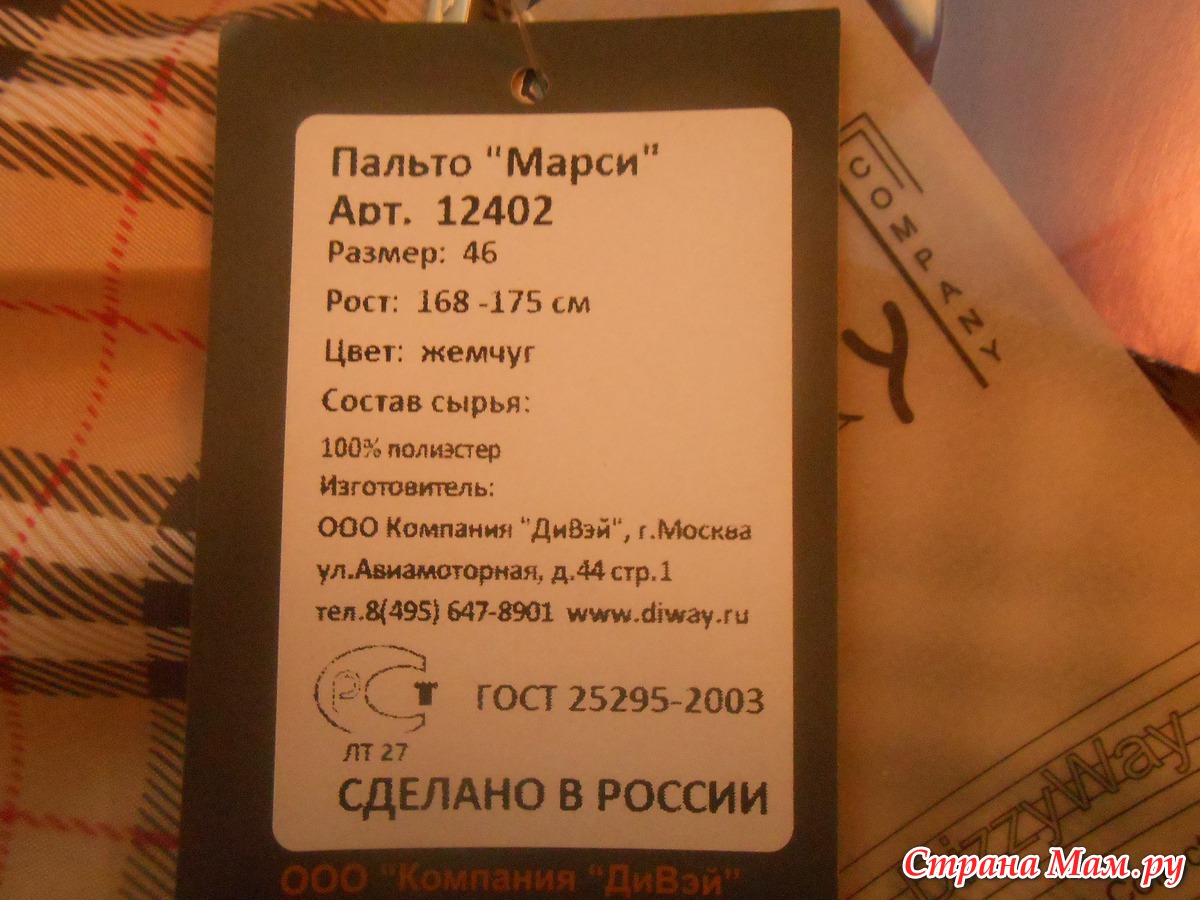 Пальто "Марси"
Арт. 12402
Размер: 46
Рост: 168 -175 см
Цвет: жемчуг
Состав сырья:
100% полиэстер
Изготовитель:
ООО Компания "ДиВэй", г.Москва
ул.Авиамоторная, д.44 стр.1
тел.8(495) 647-8901 www.diway.ru
РСТ
ГОСТ 25295-2003
ЛТ 27
СДЕЛАНО В РОССИИ
ООО "Компания "ДиВэй"
COMPANY
DizzyWay
Страна Мам.ру